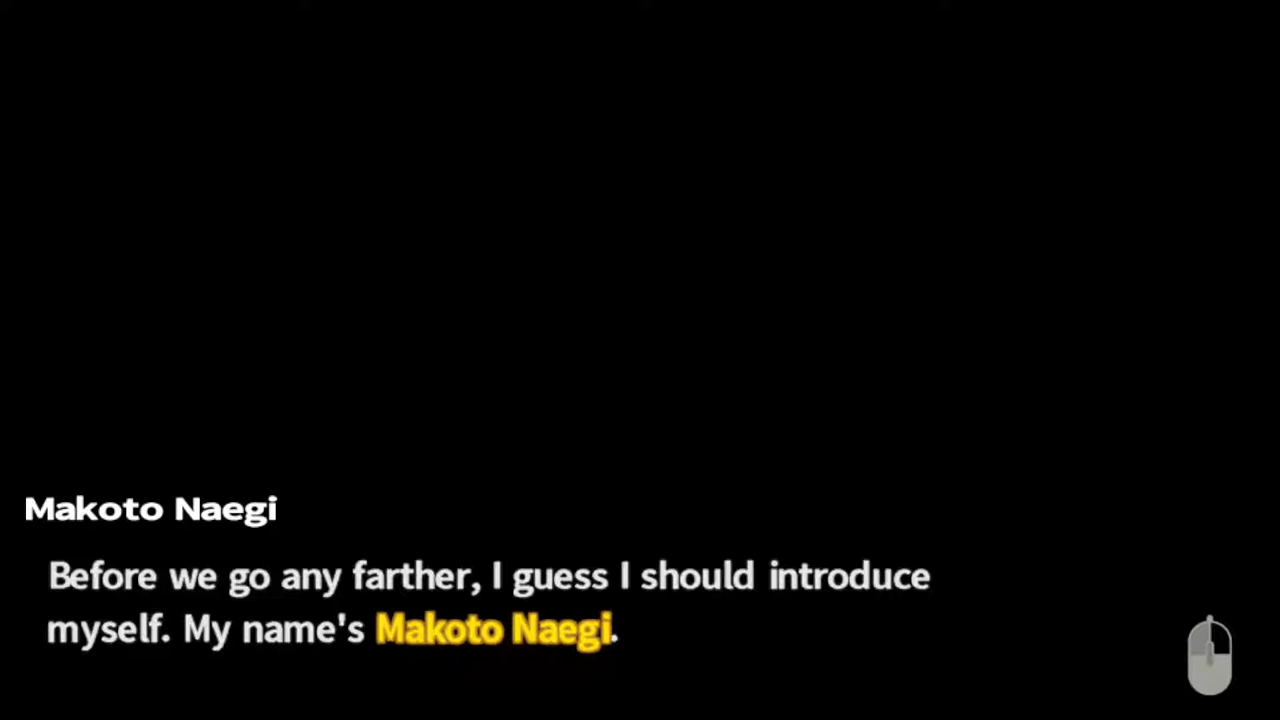 Makoto Naegi
Before we go any farther, I guess I should introduce
myself. My name's Makoto Naegi.